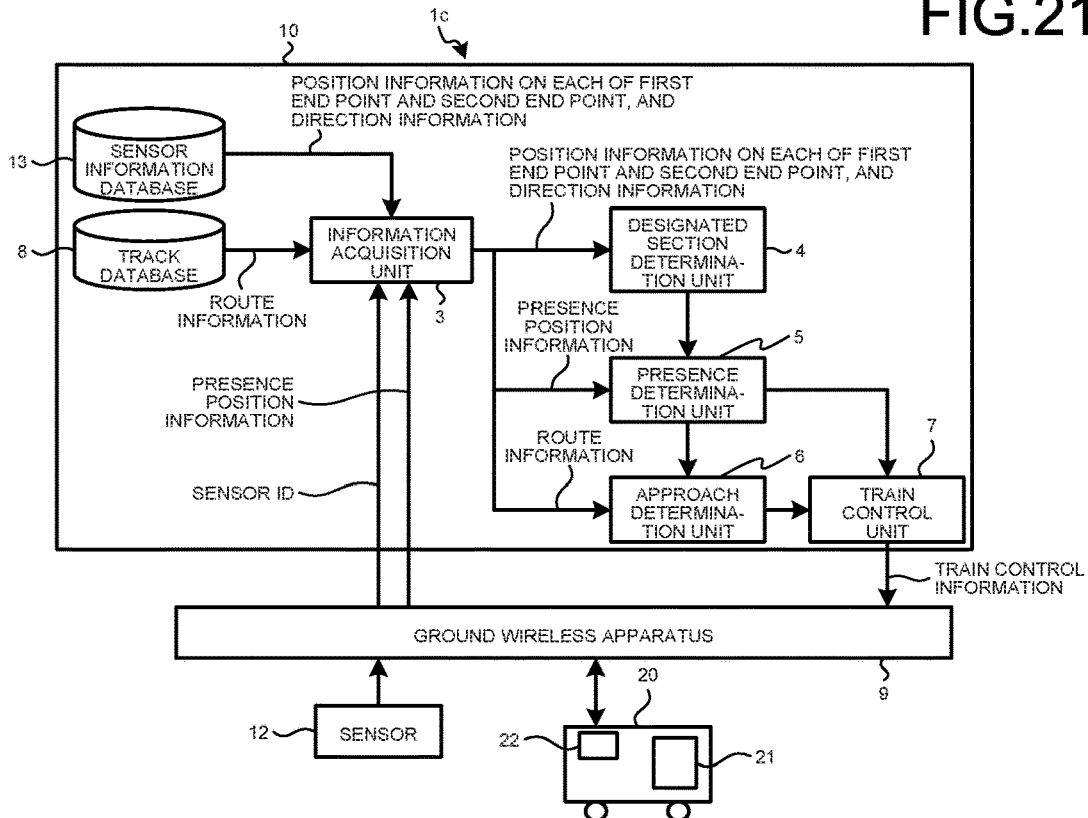 FIG.21
1c
10
POSITION INFORMATION ON EACH OF FIRST
END POINT AND SECOND END POINT, AND
DIRECTION INFORMATION
13
SENSOR
INFORMATION
DATABASE
POSITION INFORMATION ON EACH OF FIRST
END POINT AND SECOND END POINT, AND
DIRECTION INFORMATION
8
TRACK
DATABASE
INFORMATION
ACQUISITION
UNIT
3
DESIGNATED
SECTION
DETERMINA-
TION UNIT
4
ROUTE
INFORMATION
PRESENCE
POSITION
INFORMATION
5
PRESENCE
DETERMINA-
TION UNIT
PRESENCE
POSITION
INFORMATION
ROUTE
INFORMATION
6
7
SENSOR ID
APPROACH
DETERMINA-
TION UNIT
TRAIN
CONTROL
UNIT
TRAIN CONTROL
INFORMATION
GROUND WIRELESS APPARATUS
9
12
SENSOR
20
22
21